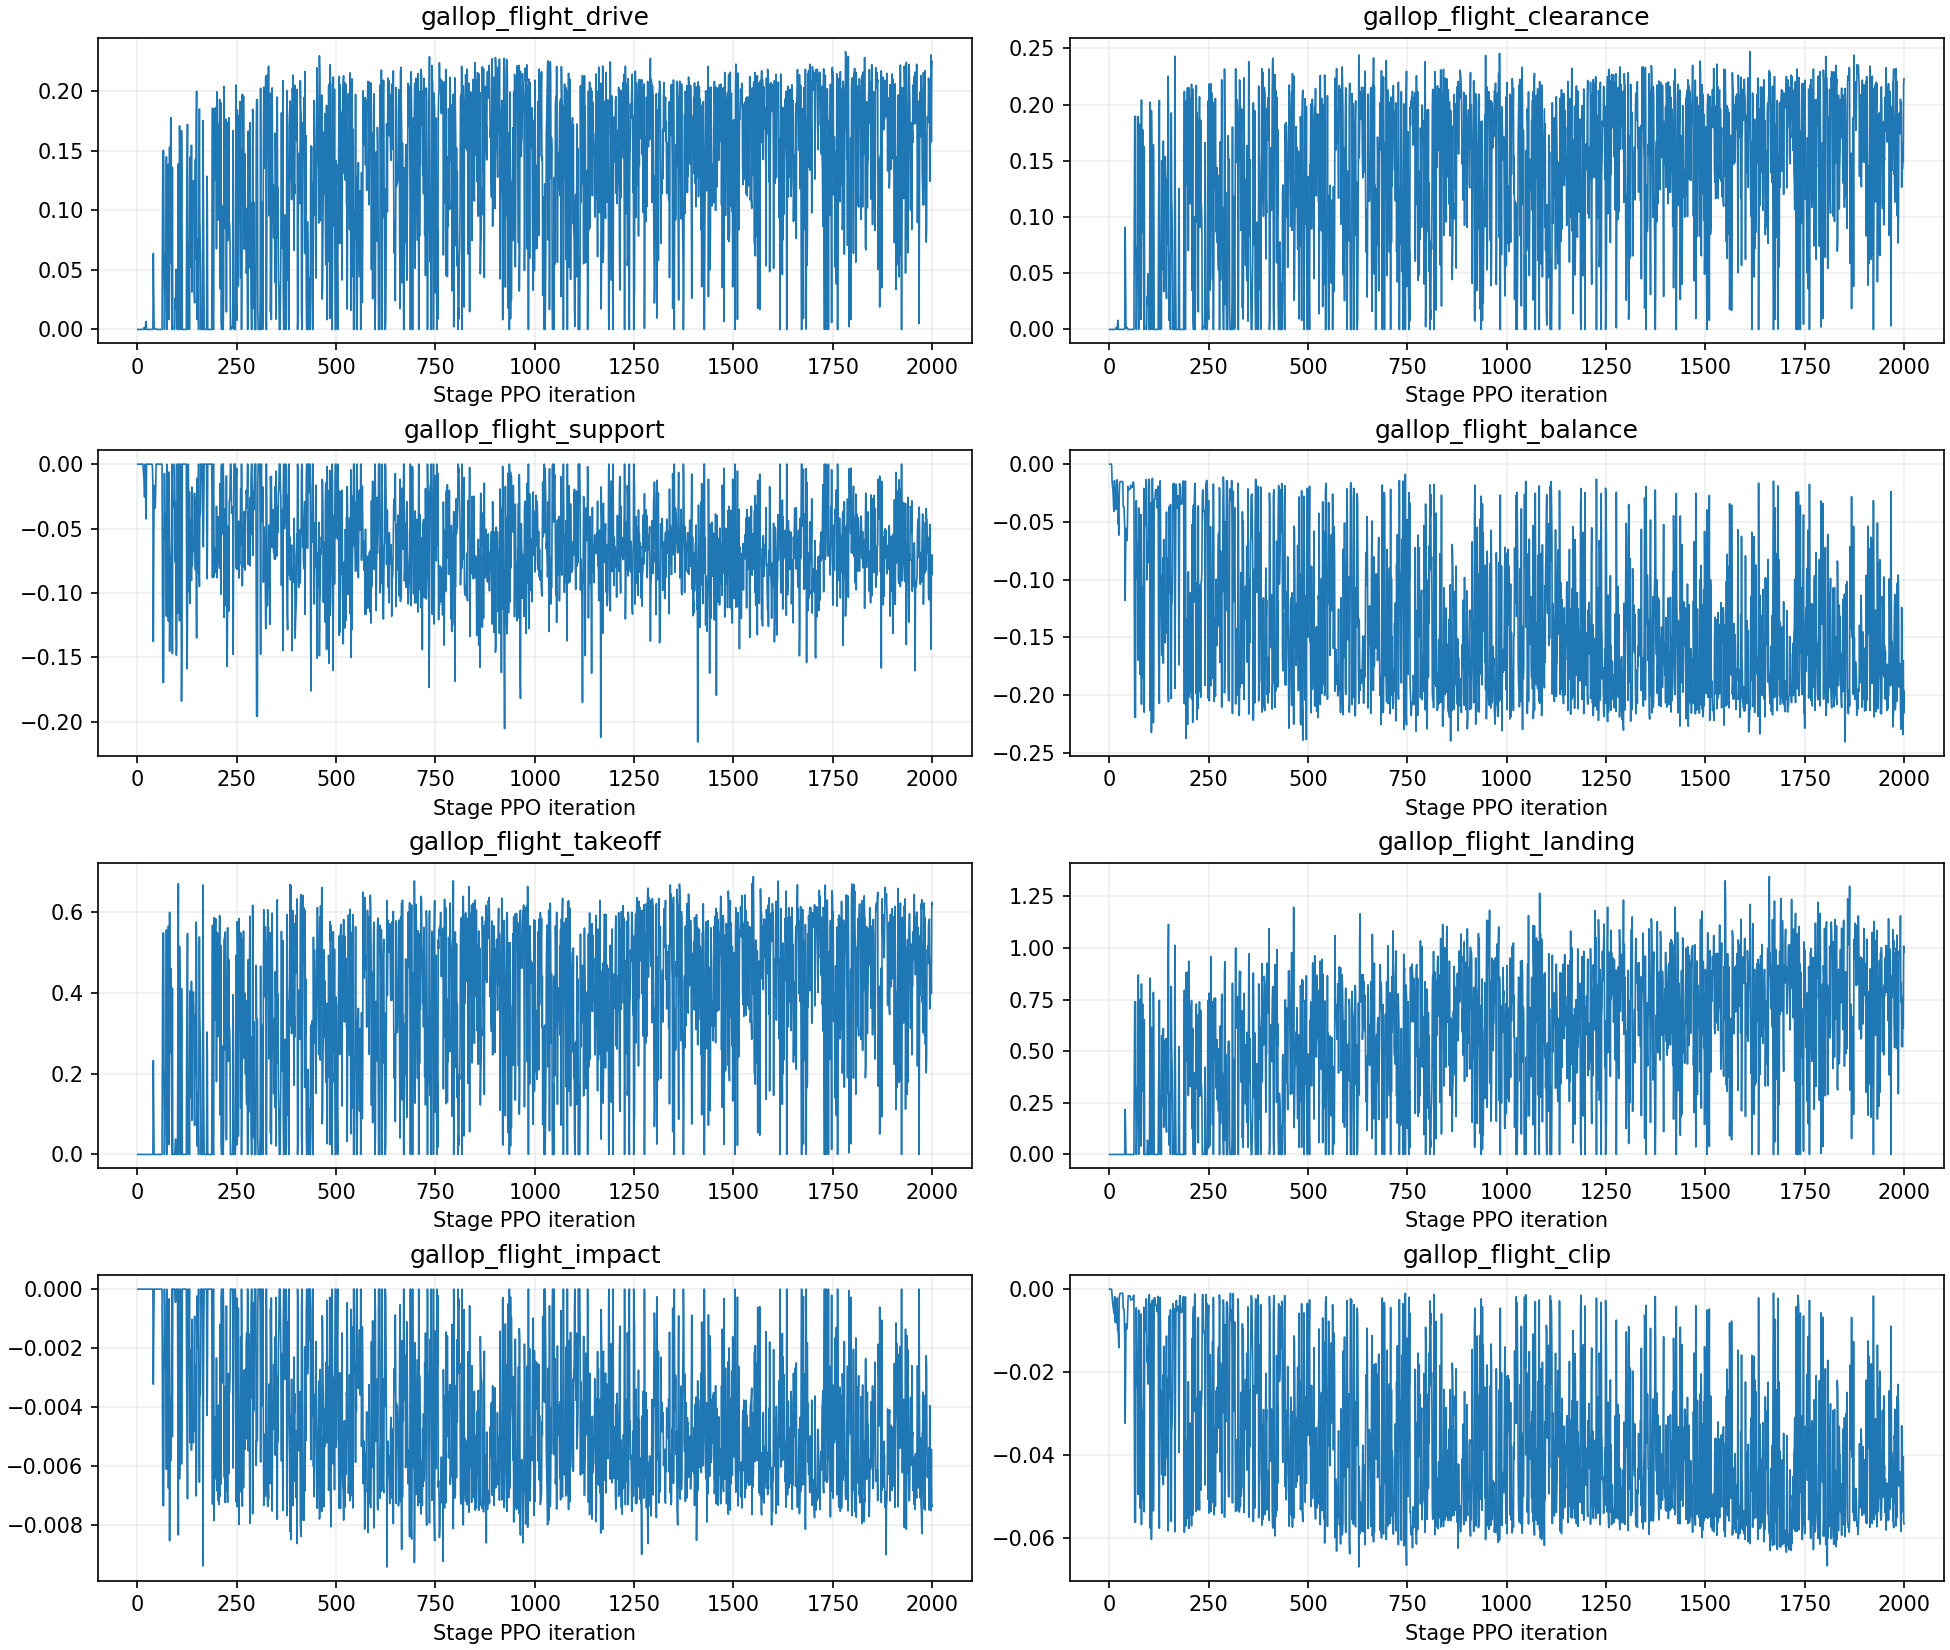 gallop_flight_drive
0.20
0.15
0.10
0.05
0.00
0 250 500 750 1000 1250 1500 1750 2000
Stage PPO iteration
gallop_flight_clearance
0.25
0.20
0.15
0.10
0.05
0.00
0 250 500 750 1000 1250 1500 1750 2000
Stage PPO iteration
gallop_flight_support
0.00
−0.05
−0.10
−0.15
−0.20
0 250 500 750 1000 1250 1500 1750 2000
Stage PPO iteration
gallop_flight_balance
0.00
−0.05
−0.10
−0.15
−0.20
−0.25
0 250 500 750 1000 1250 1500 1750 2000
Stage PPO iteration
gallop_flight_takeoff
0.6
0.4
0.2
0.0
0 250 500 750 1000 1250 1500 1750 2000
Stage PPO iteration
gallop_flight_landing
1.25
1.00
0.75
0.50
0.25
0.00
0 250 500 750 1000 1250 1500 1750 2000
Stage PPO iteration
gallop_flight_impact
0.000
−0.002
−0.004
−0.006
−0.008
0 250 500 750 1000 1250 1500 1750 2000
Stage PPO iteration
gallop_flight_clip
0.00
−0.02
−0.04
−0.06
0 250 500 750 1000 1250 1500 1750 2000
Stage PPO iteration